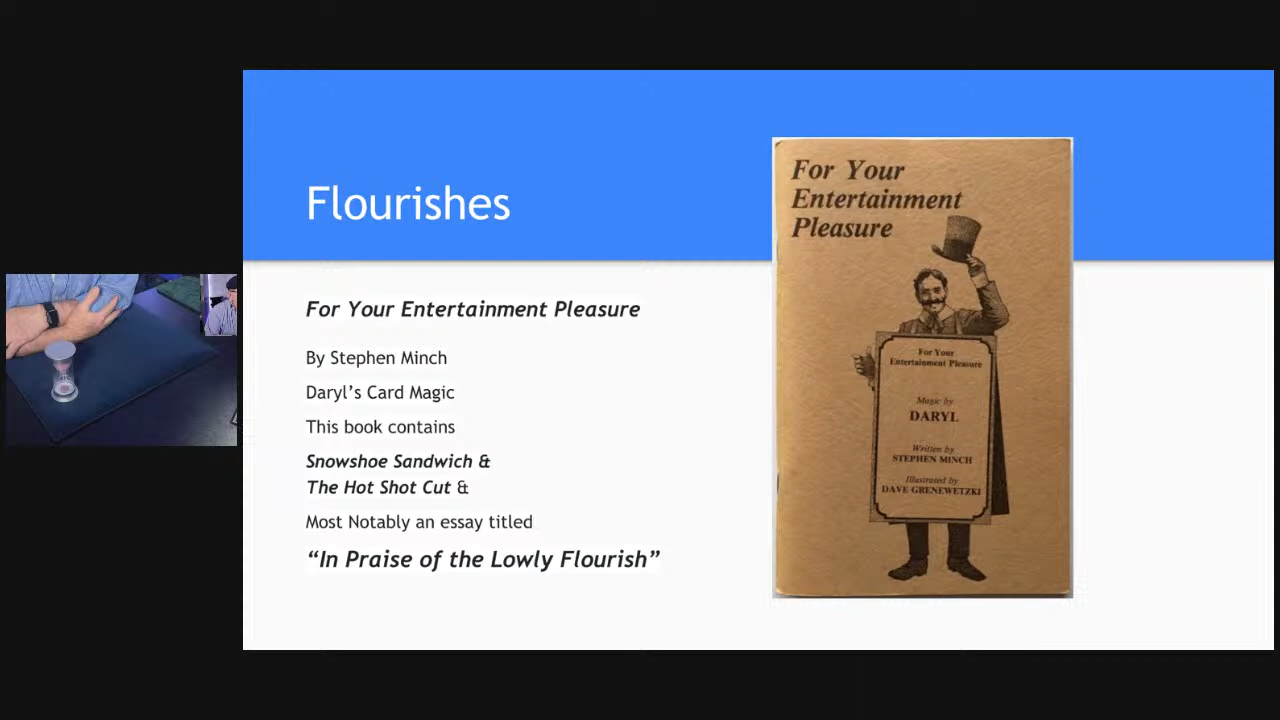 Flourishes
For Your Entertainment Pleasure
By Stephen Minch
Daryl's Card Magic
This book contains
Snowshoe Sandwich &
The Hot Shot Cut &
Most Notably an essay titled
“In Praise of the Lowly Flourish”
For Your
Entertainment
Pleasure
For Your
Entertainment Pleasure
Magic by
DARYL
Written by
STEPHEN MINCH
Illustrated by
DAVE GRENEWETZKI